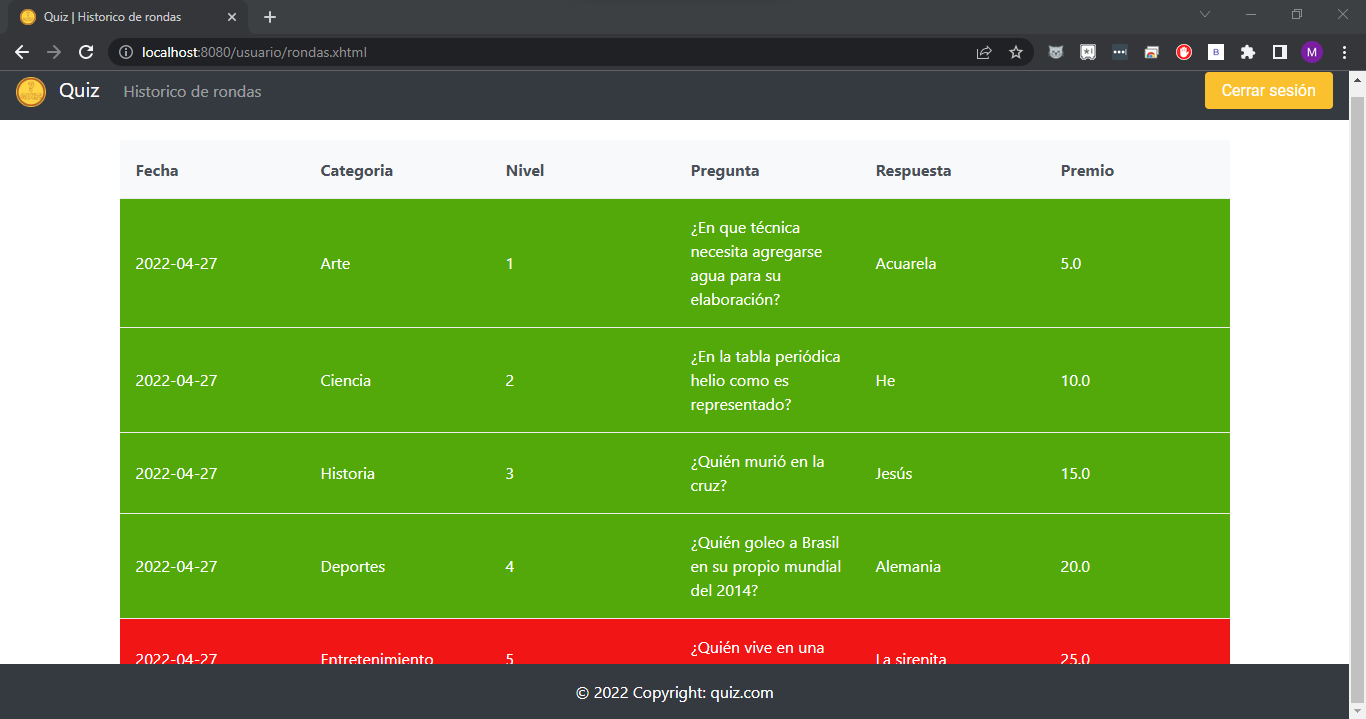 Quiz | Historico de rondas
localhost:8080/usuario/rondas.xhtml
M
Quiz
Historico de rondas
Cerrar sesión
Fecha Categoria Nivel Pregunta Respuesta Premio
¿En que técnica
necesita agregarse
2022-04-27 Arte 1 Acuarela 5.0
agua para su
elaboración?
¿En la tabla periódica
2022-04-27 Ciencia 2 helio como es He 10.0
representado?
¿Quién murió en la
2022-04-27 Historia 3 Jesús 15.0
cruz?
¿Quién goleo a Brasil
2022-04-27 Deportes 4 en su propio mundial Alemania 20.0
del 2014?
¿Quién vive en una
2022-04-27 Entretenimiento 5 La sirenita 25.0
© 2022 Copyright: quiz.com